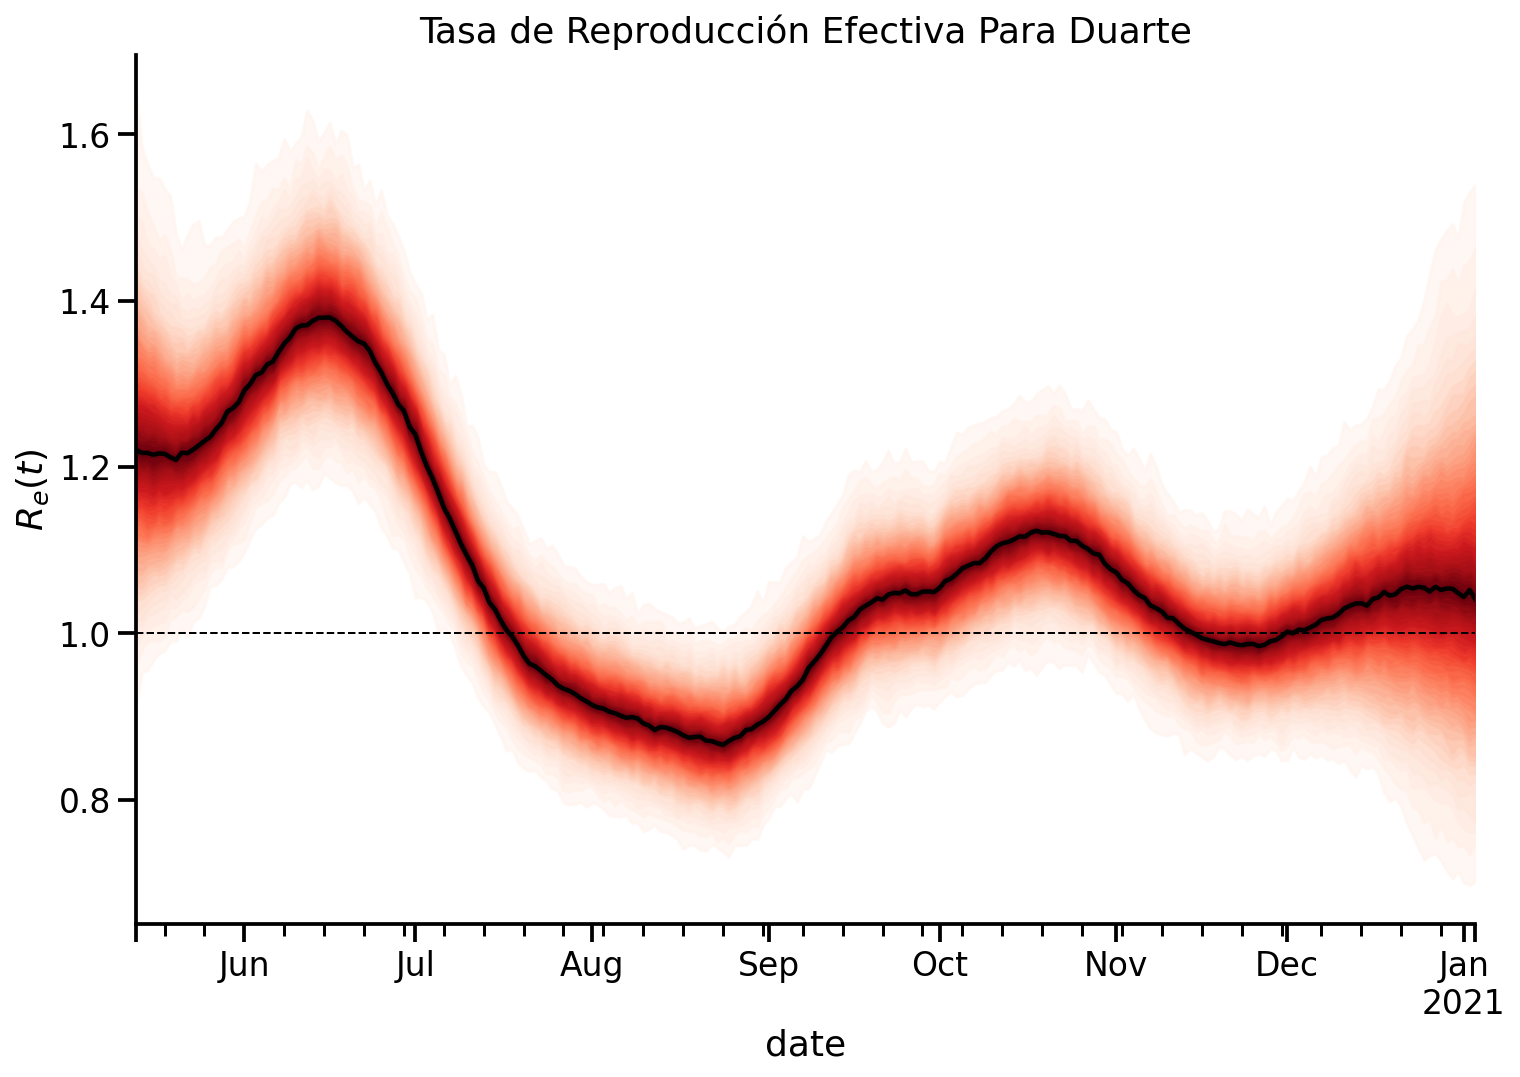 Tasa de Reproducción Efectiva Para Duarte
1.6
1.4
1.2
1.0
0.8
R_e(t)
Jun Jul Aug Sep Oct Nov Dec Jan
2021
date